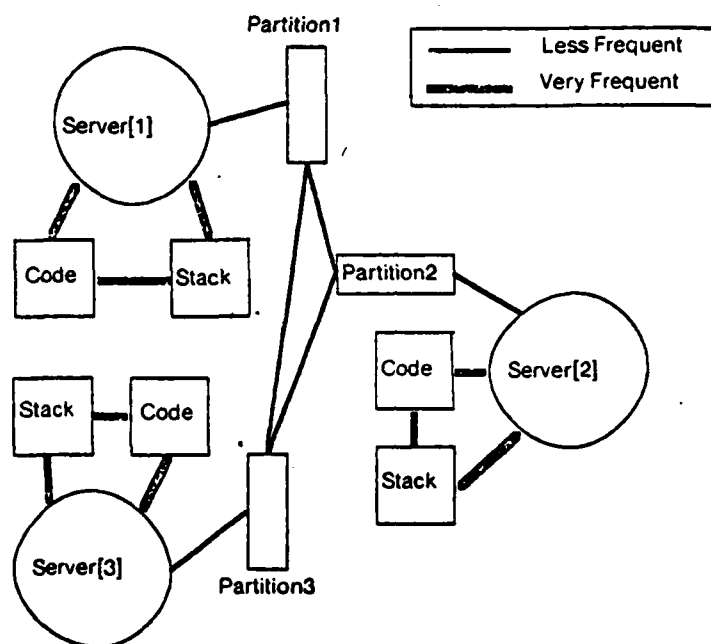 Partition1
Less Frequent
Very Frequent
Server[1]
Code
Stack
Partition2
Code
Server[2]
Stack
Stack
Code
Server[3]
Partition3